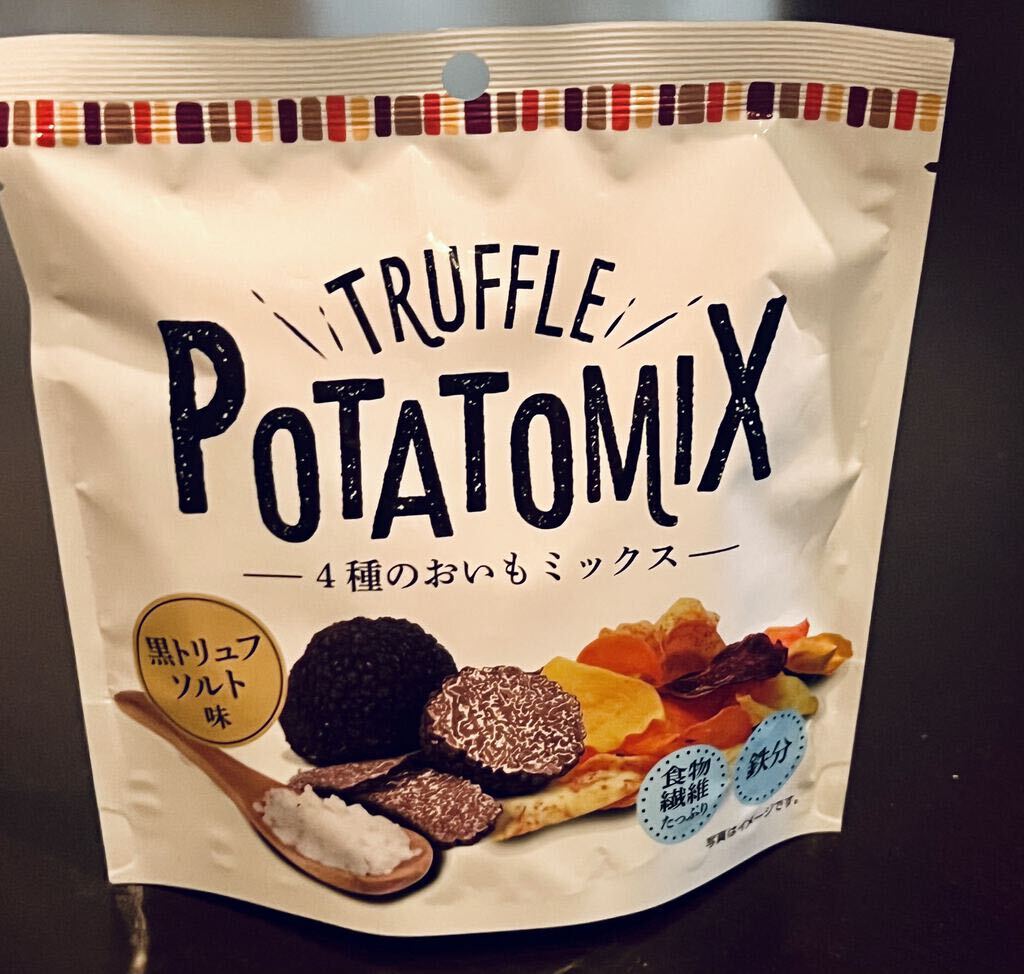 TRUFFLE
POTATOMIX
4種のおいもミックス
黒トリュフ
ソルト
味
食物
繊維
たっぷり
鉄分
写真はイメージです。